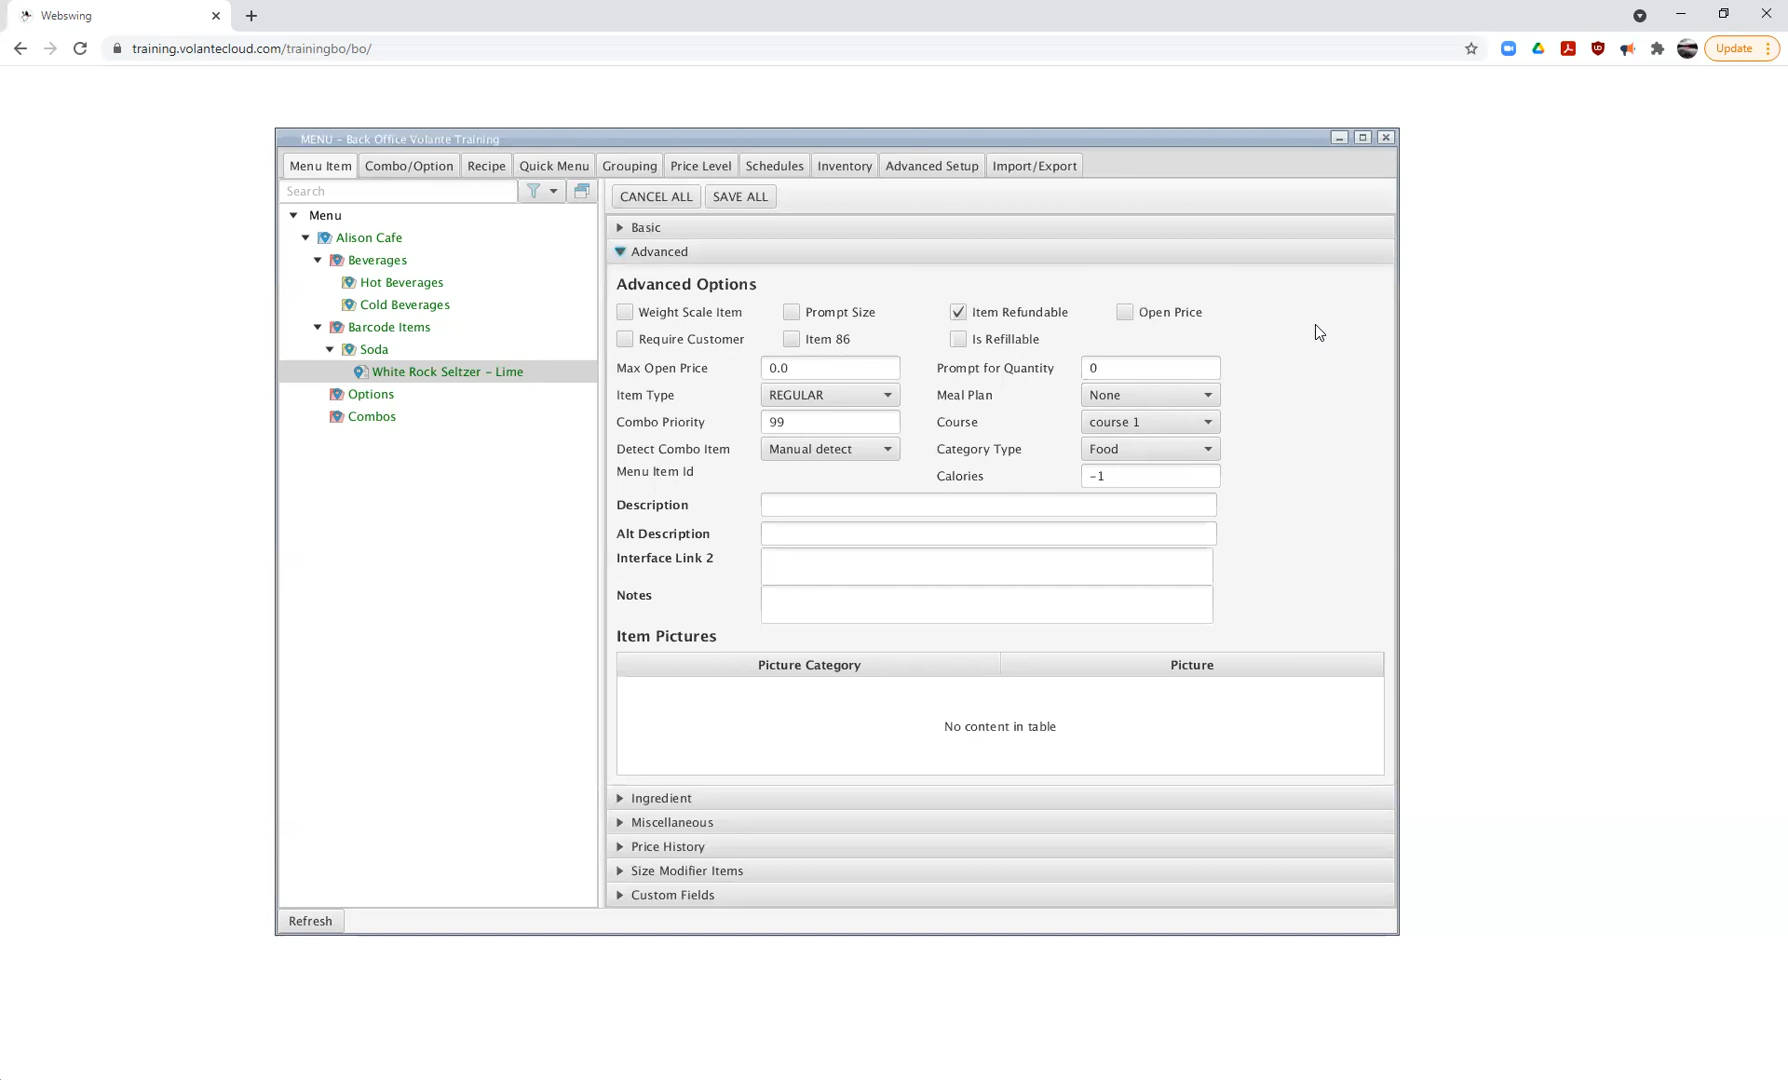 Webswing
training.volantecloud.com/trainingbo/bo/
Update
MENU - Back Office Volante Training
Menu Item Combo/Option Recipe Quick Menu Grouping Price Level Schedules Inventory Advanced Setup Import/Export
Search
CANCEL ALL SAVE ALL
Menu
Alison Cafe
Beverages
Hot Beverages
Cold Beverages
Barcode Items
Soda
White Rock Seltzer - Lime
Options
Combos
Basic
Advanced
Advanced Options
Weight Scale Item Prompt Size Item Refundable Open Price
Require Customer Item 86 Is Refillable
Max Open Price 0.0 Prompt for Quantity 0
Item Type REGULAR Meal Plan None
Combo Priority 99 Course course 1
Detect Combo Item Manual detect Category Type Food
Menu Item Id Calories -1
Description
Alt Description
Interface Link 2
Notes
Item Pictures
Picture Category Picture
No content in table
Ingredient
Miscellaneous
Price History
Size Modifier Items
Custom Fields
Refresh